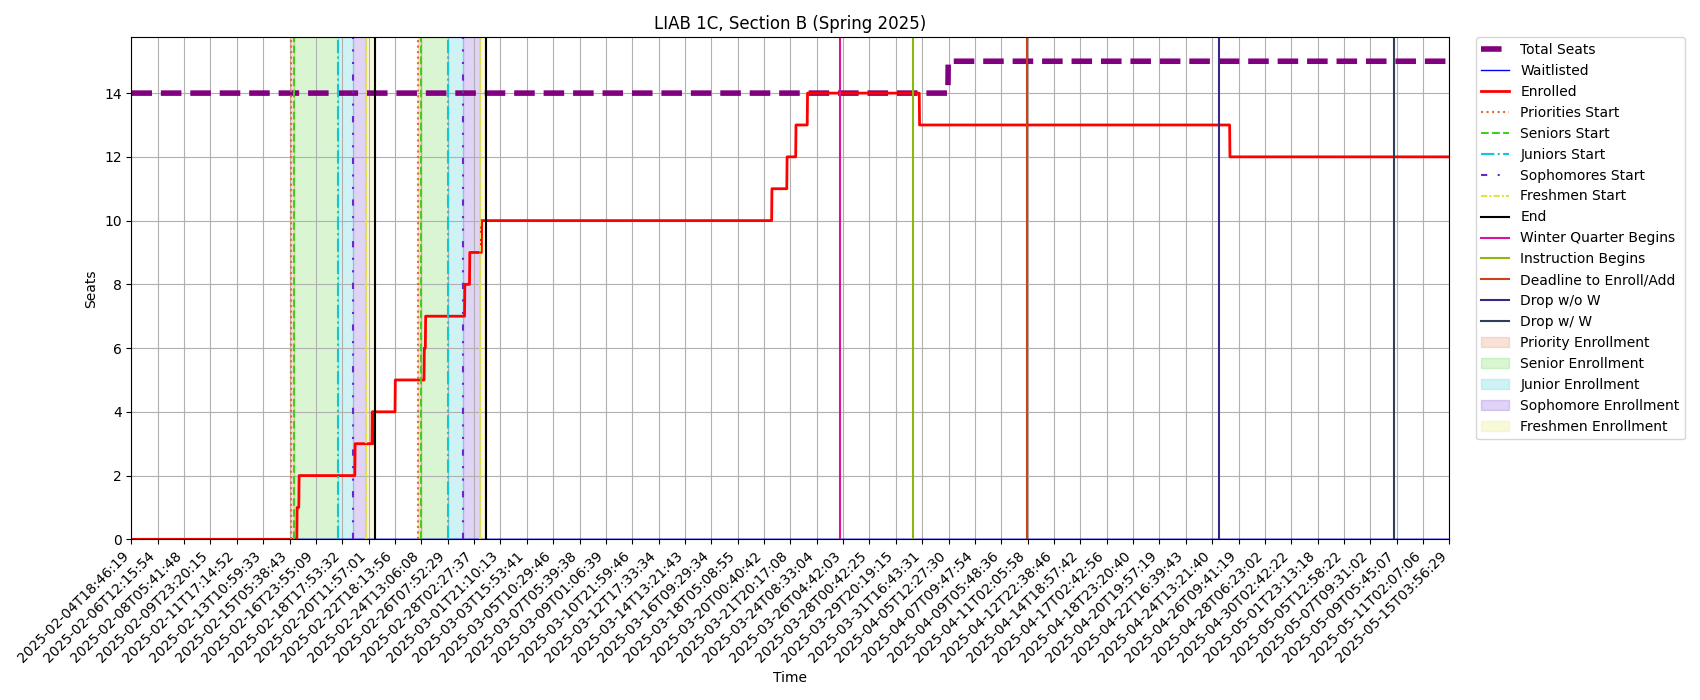 LIAB 1C, Section B (Spring 2025)
Seats
14
12
10
8
6
4
2
0
2025-02-04T18:46:19
2025-02-06T12:15:54
2025-02-08T05:41:48
2025-02-09T23:20:15
2025-02-11T17:14:52
2025-02-13T10:59:33
2025-02-15T05:38:43
2025-02-16T23:55:09
2025-02-18T17:53:32
2025-02-20T11:57:01
2025-02-22T18:13:56
2025-02-24T13:06:08
2025-02-26T07:52:29
2025-02-28T02:27:37
2025-03-01T21:10:13
2025-03-03T15:53:41
2025-03-05T10:29:46
2025-03-07T05:39:38
2025-03-09T01:06:39
2025-03-10T21:59:46
2025-03-12T17:33:34
2025-03-14T13:21:43
2025-03-16T09:29:34
2025-03-18T05:08:55
2025-03-20T00:40:42
2025-03-21T20:17:08
2025-03-24T08:33:04
2025-03-26T04:42:03
2025-03-28T00:42:25
2025-03-29T20:19:15
2025-03-31T16:43:31
2025-04-05T12:27:30
2025-04-07T09:47:54
2025-04-09T05:48:36
2025-04-11T02:05:58
2025-04-12T22:38:46
2025-04-14T18:57:42
2025-04-17T02:42:56
2025-04-18T23:20:40
2025-04-20T19:57:19
2025-04-22T16:39:43
2025-04-24T13:21:40
2025-04-26T09:41:19
2025-04-28T06:23:02
2025-04-30T02:42:22
2025-05-01T23:13:18
2025-05-05T12:58:22
2025-05-07T09:31:02
2025-05-09T05:45:07
2025-05-11T02:07:06
2025-05-15T03:56:29
Time
Total Seats
Waitlisted
Enrolled
Priorities Start
Seniors Start
Juniors Start
Sophomores Start
Freshmen Start
End
Winter Quarter Begins
Instruction Begins
Deadline to Enroll/Add
Drop w/o W
Drop w/ W
Priority Enrollment
Senior Enrollment
Junior Enrollment
Sophomore Enrollment
Freshmen Enrollment